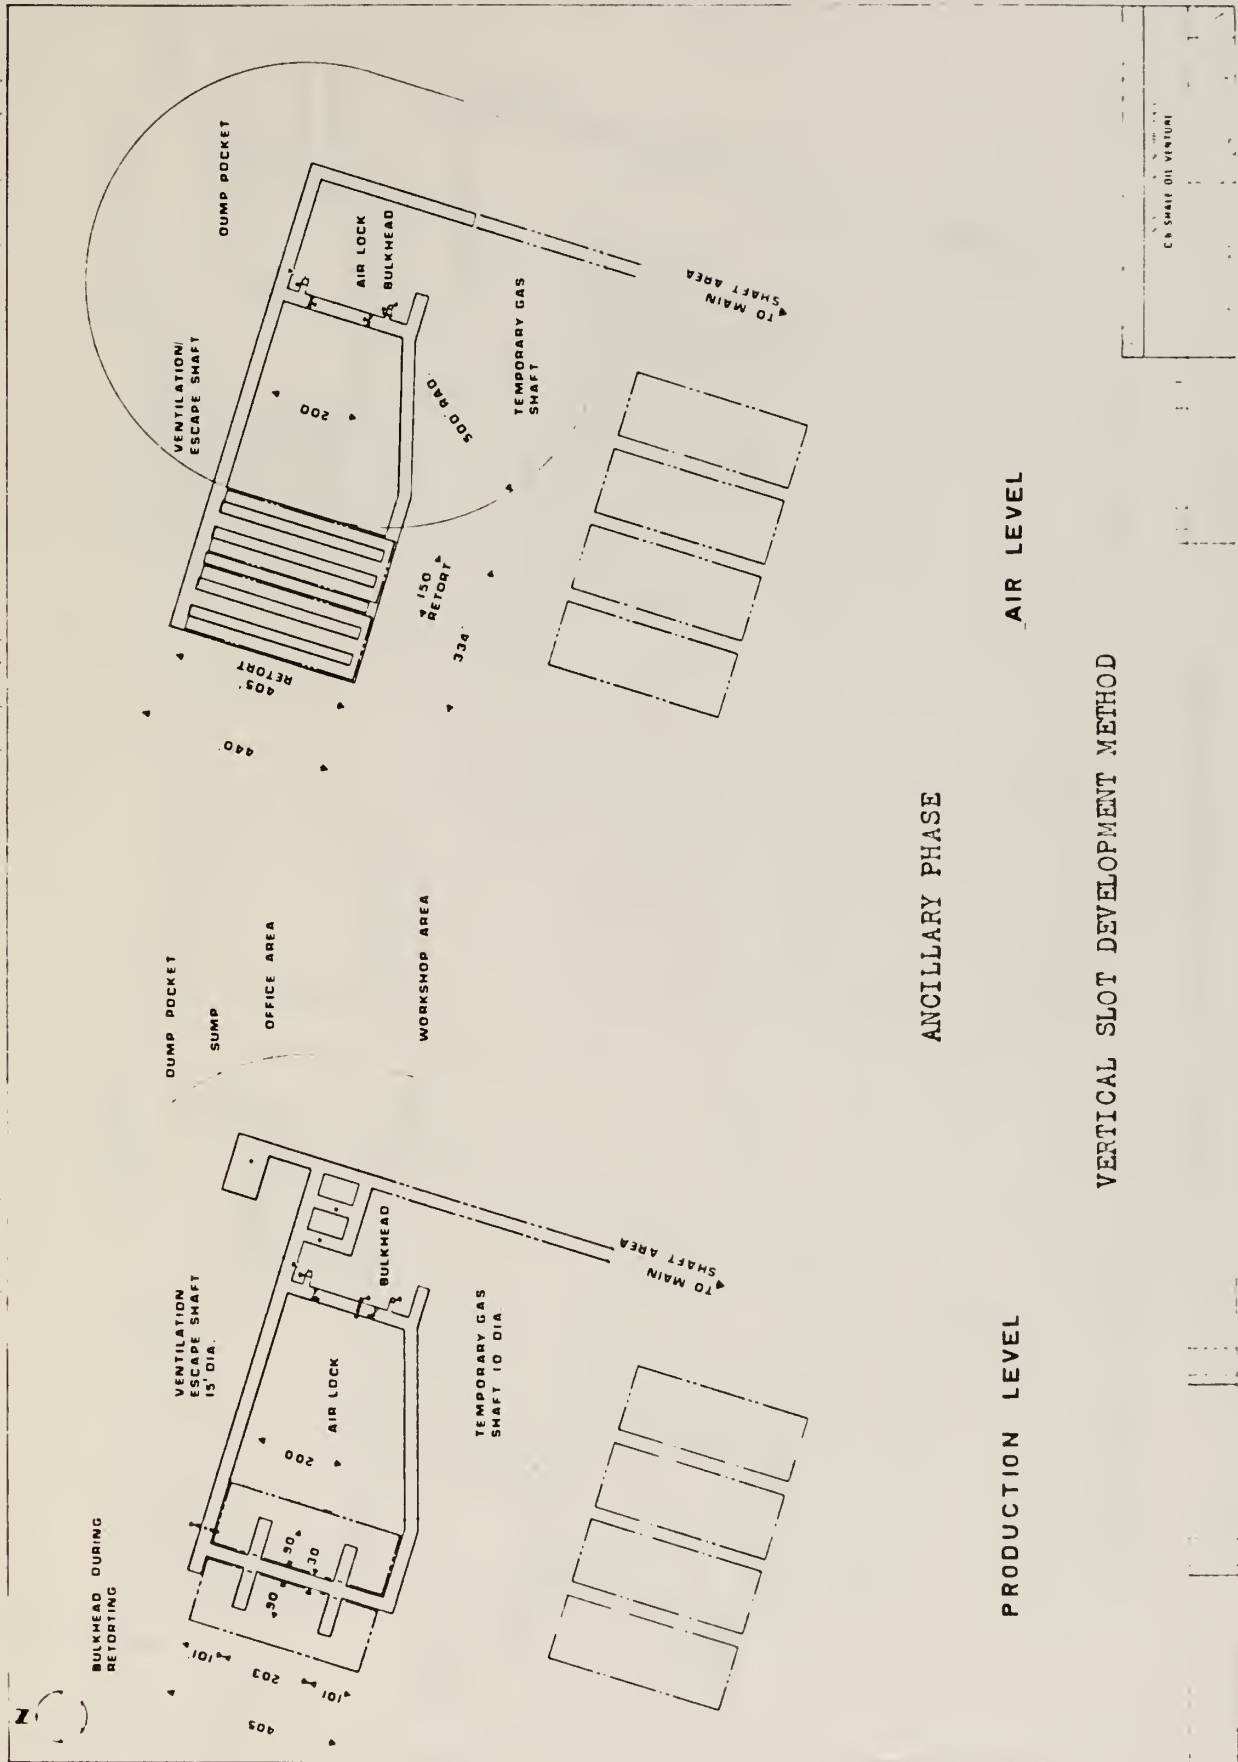 Z
BULKHEAD DURING
RETORTING
VENTILATION
ESCAPE SHAFT
15' DIA.
DUMP POCKET
SUMP
OFFICE AREA
WORKSHOP AREA
AIR LOCK
BULKHEAD
TEMPORARY GAS
SHAFT 10 DIA.
TO MAIN
SHAFT AREA
200
90
30
90
101'
203
101'
405
PRODUCTION LEVEL
VENTILATION/
ESCAPE SHAFT
DUMP POCKET
AIR LOCK
BULKHEAD
TEMPORARY GAS
SHAFT
TO MAIN
SHAFT AREA
200
500' RAD.
150
RETORT
334'
405'
RETORT
440'
AIR LEVEL
ANCILLARY PHASE
VERTICAL SLOT DEVELOPMENT METHOD
C b SHALE OIL VENTURE